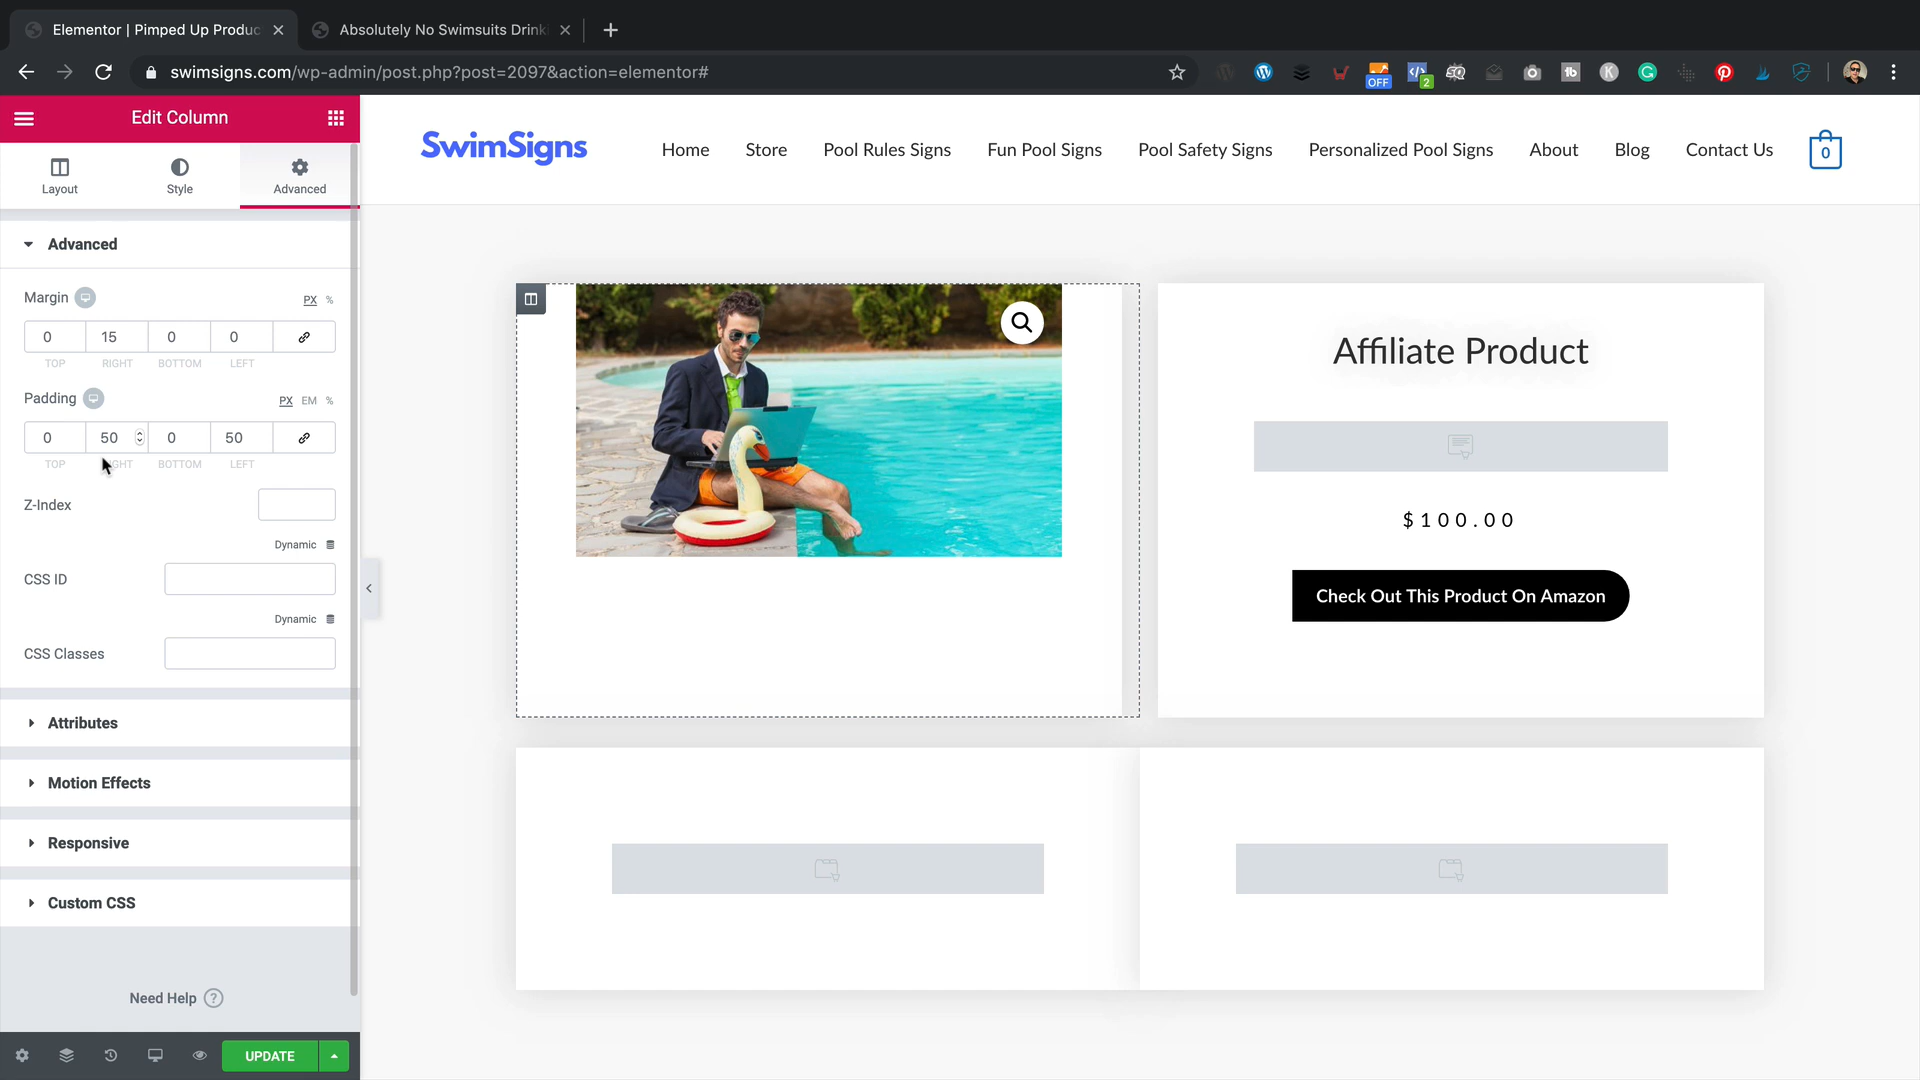 Elementor | Pimped Up Produc
Absolutely No Swimsuits Drinki
swimsigns.com/wp-admin/post.php?post=2097&action=elementor#
OFF
2
Edit Column
Layout
Style
Advanced
Advanced
Margin
PX %
0 15 0 0
TOP RIGHT BOTTOM LEFT
Padding
PX EM %
0 50 0 50
TOP RIGHT BOTTOM LEFT
Z-Index
Dynamic
CSS ID
Dynamic
CSS Classes
Attributes
Motion Effects
Responsive
Custom CSS
Need Help ?
UPDATE
SwimSigns
Home Store Pool Rules Signs Fun Pool Signs Pool Safety Signs Personalized Pool Signs About Blog Contact Us 0
Affiliate Product
$100.00
Check Out This Product On Amazon